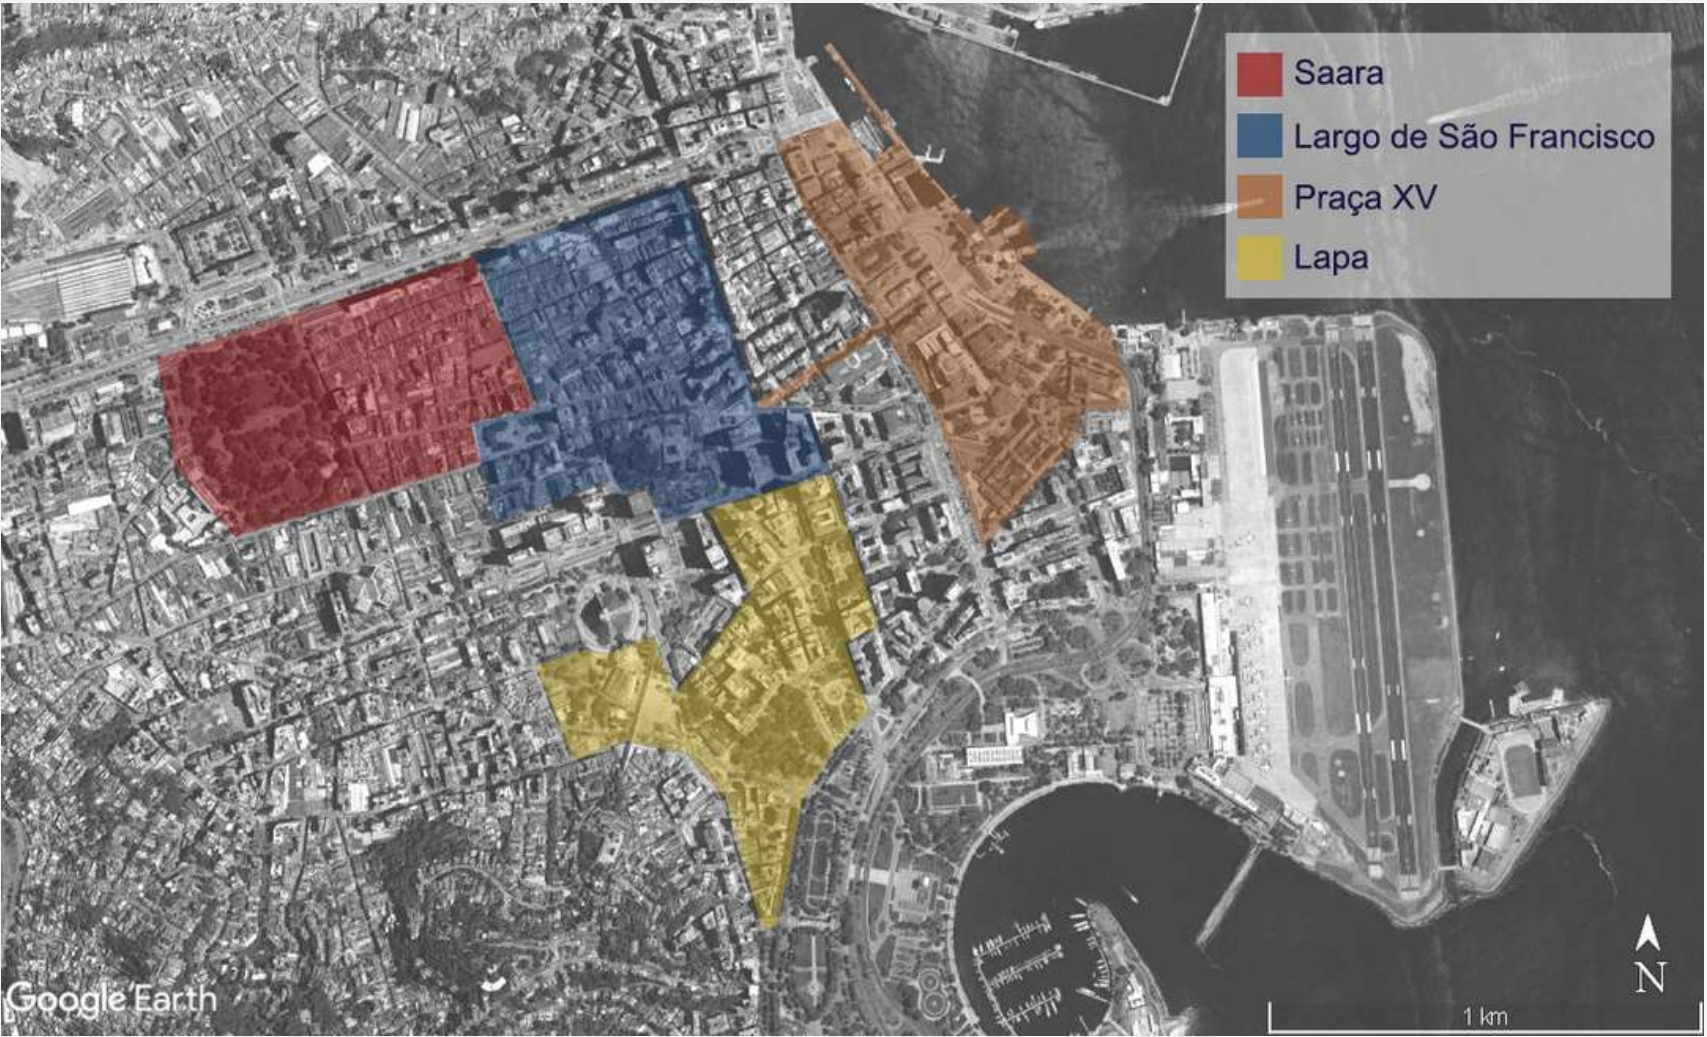 Saara
Largo de São Francisco
Praça XV
Lapa
N
Google Earth
1 km